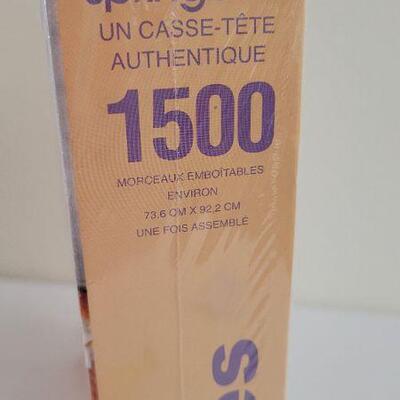 UN CASSE-TÊTE
AUTHENTIQUE
1500
MORCEAUX EMBOÎTABLES
ENVIRON
73,6 CM X 92,2 CM
UNE FOIS ASSEMBLÉ